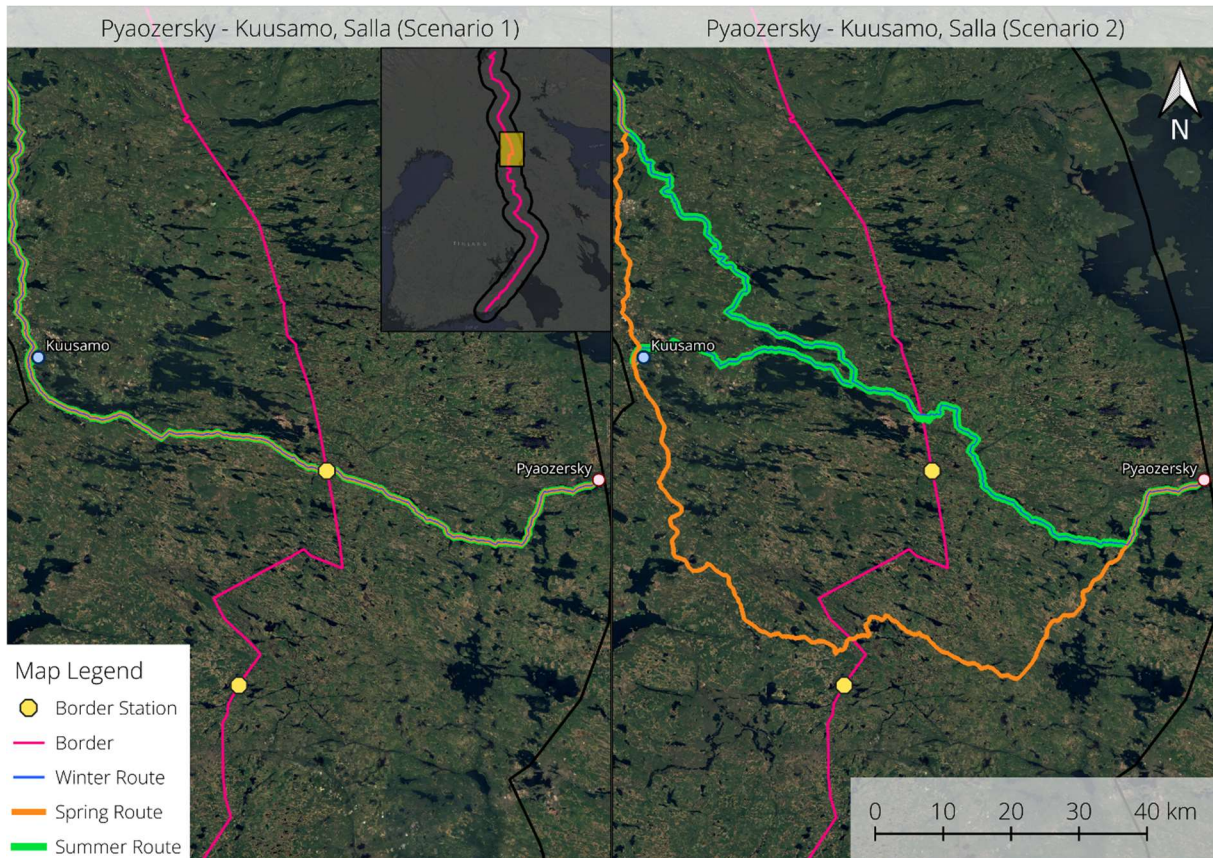 Pyaozersky - Kuusamo, Salla (Scenario 1)
Pyaozersky - Kuusamo, Salla (Scenario 2)
N
Kuusamo
Kuusamo
Pyaozersky
Pyaozersky
Map Legend
Border Station
Border
Winter Route
Spring Route
Summer Route
0 10 20 30 40 km